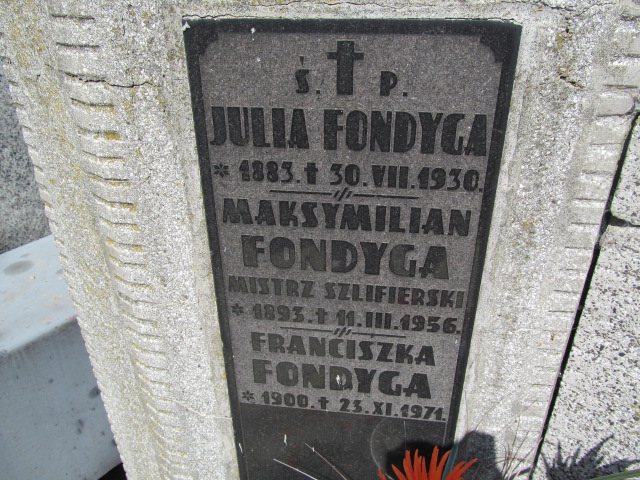 Ś. P.
JULIA FONDYGA
* 1883. † 30. VII. 1930.
MAKSYMILIAN
FONDYGA
MISTRZ SZLIFIERSKI
* 1893. † 11. III. 1956.
FRANCISZKA
FONDYGA
* 1900. † 23. XI. 1971.